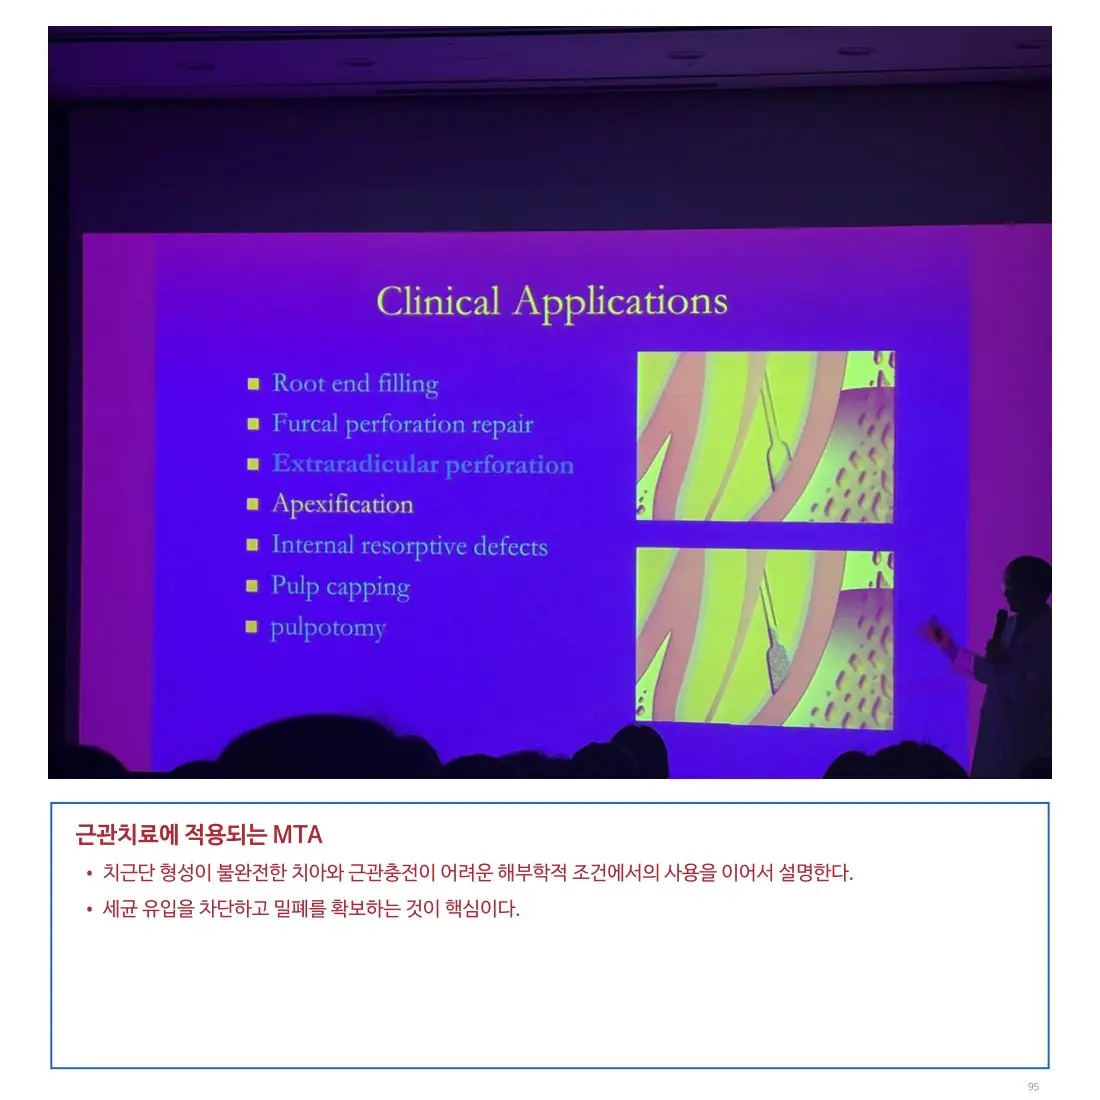 Clinical Applications
Root end filling
Furcal perforation repair
Extraradicular perforation
Apexification
Internal resorptive defects
Pulp capping
pulpotomy
근관치료에 적용되는 MTA
• 치근단 형성이 불완전한 치아와 근관충전이 어려운 해부학적 조건에서의 사용을 이어서 설명한다.
• 세균 유입을 차단하고 밀폐를 확보하는 것이 핵심이다.
95